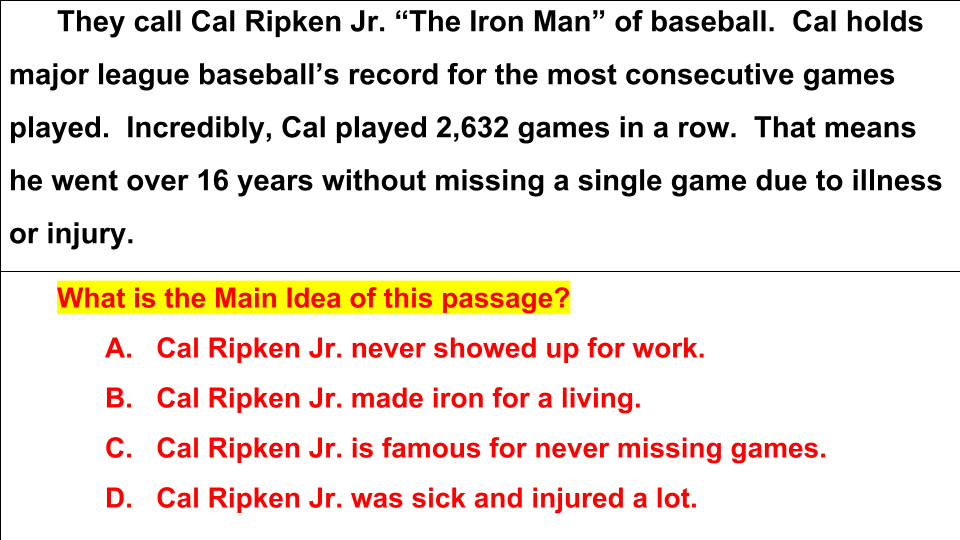 They call Cal Ripken Jr. “The Iron Man” of baseball.  Cal holds
major league baseball’s record for the most consecutive games
played.  Incredibly, Cal played 2,632 games in a row.  That means
he went over 16 years without missing a single game due to illness
or injury.
What is the Main Idea of this passage?
A. Cal Ripken Jr. never showed up for work.
B. Cal Ripken Jr. made iron for a living.
C. Cal Ripken Jr. is famous for never missing games.
D. Cal Ripken Jr. was sick and injured a lot.